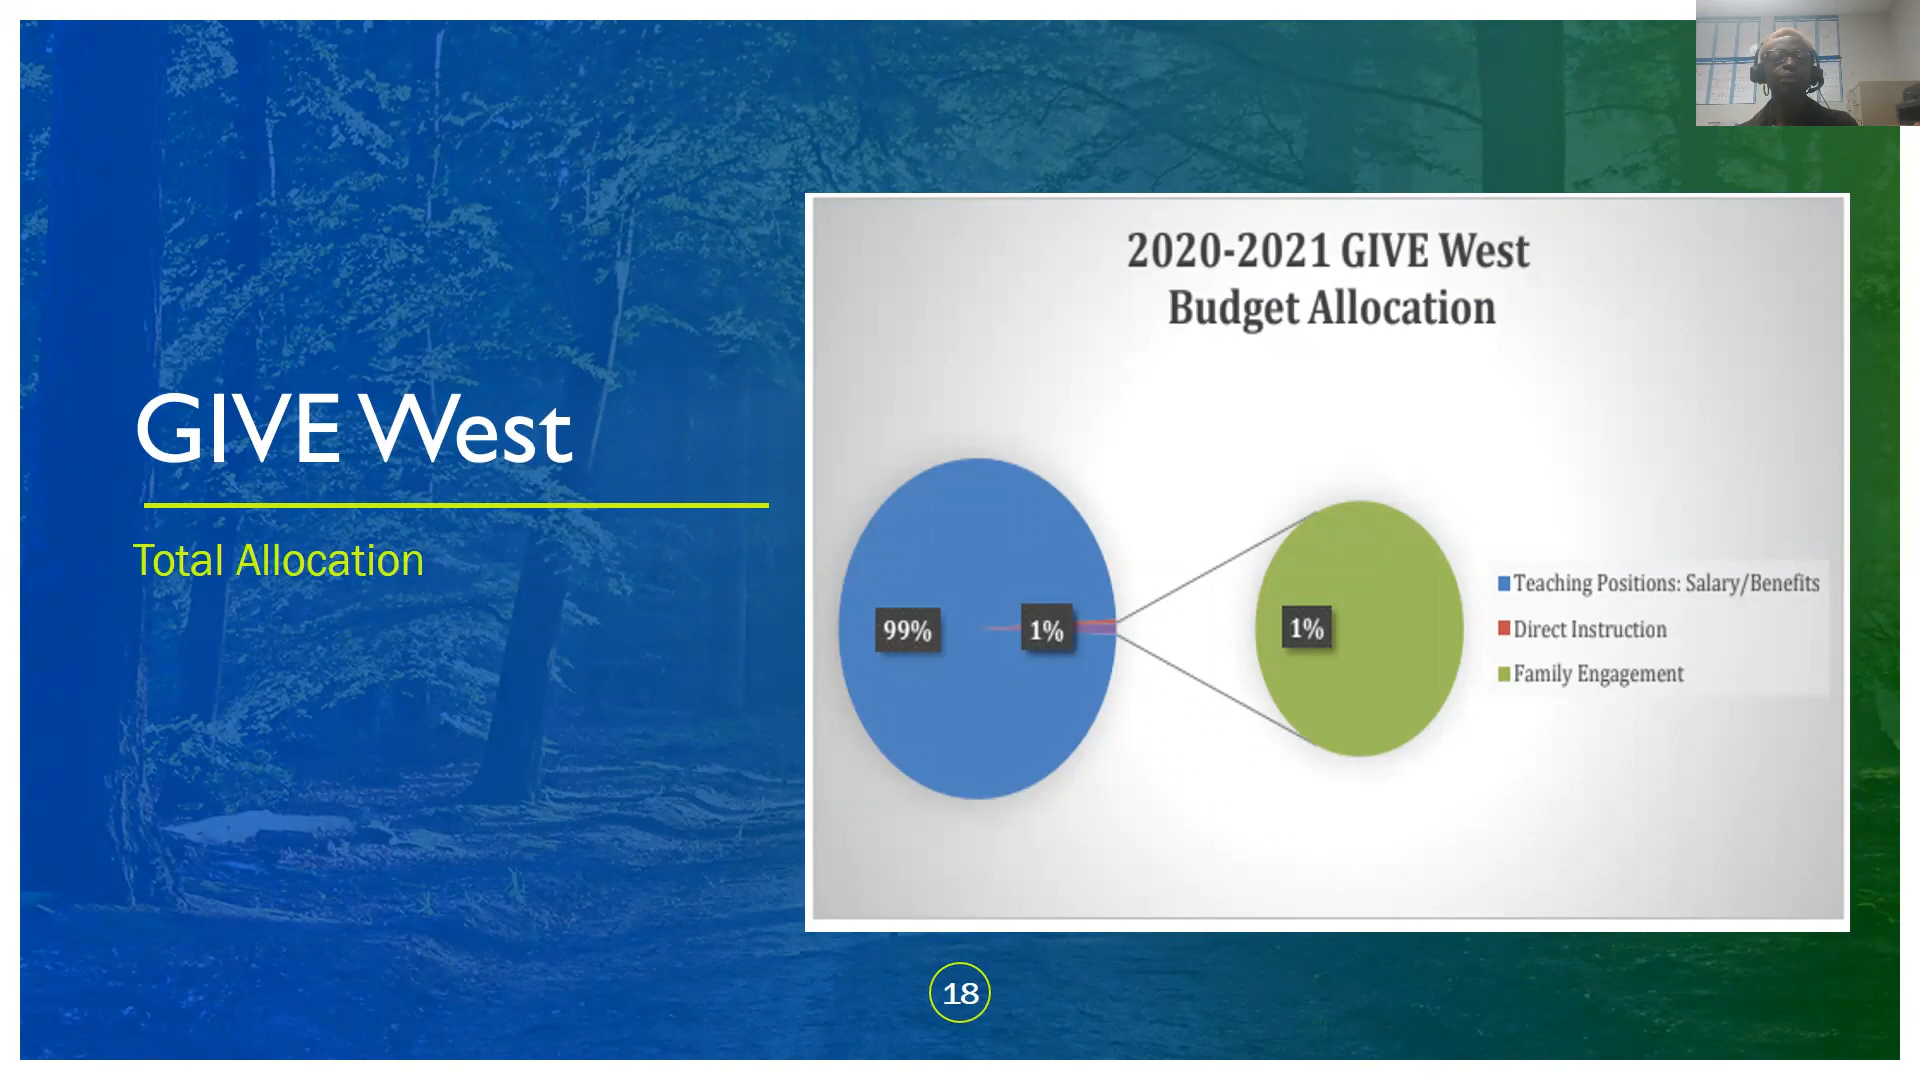 GIVE West
Total Allocation
2020-2021 GIVE West
Budget Allocation
99%
1%
1%
Teaching Positions: Salary/Benefits
Direct Instruction
Family Engagement
18